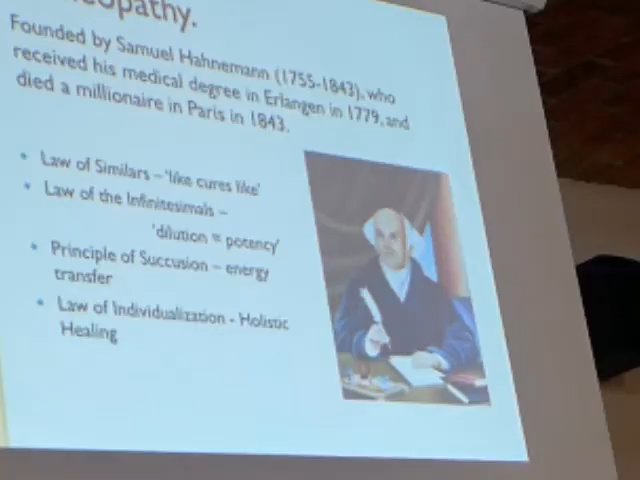 opathy.
Founded by Samuel Hahnemann (1755-1843), who
received his medical degree in Erlangen in 1779, and
died a millionaire in Paris in 1843.
• Law of Similars – 'like cures like'
• Law of the Infinitesimals –
'dilution = potency'
• Principle of Succusion – energy
transfer
• Law of Individualization - Holistic
Healing